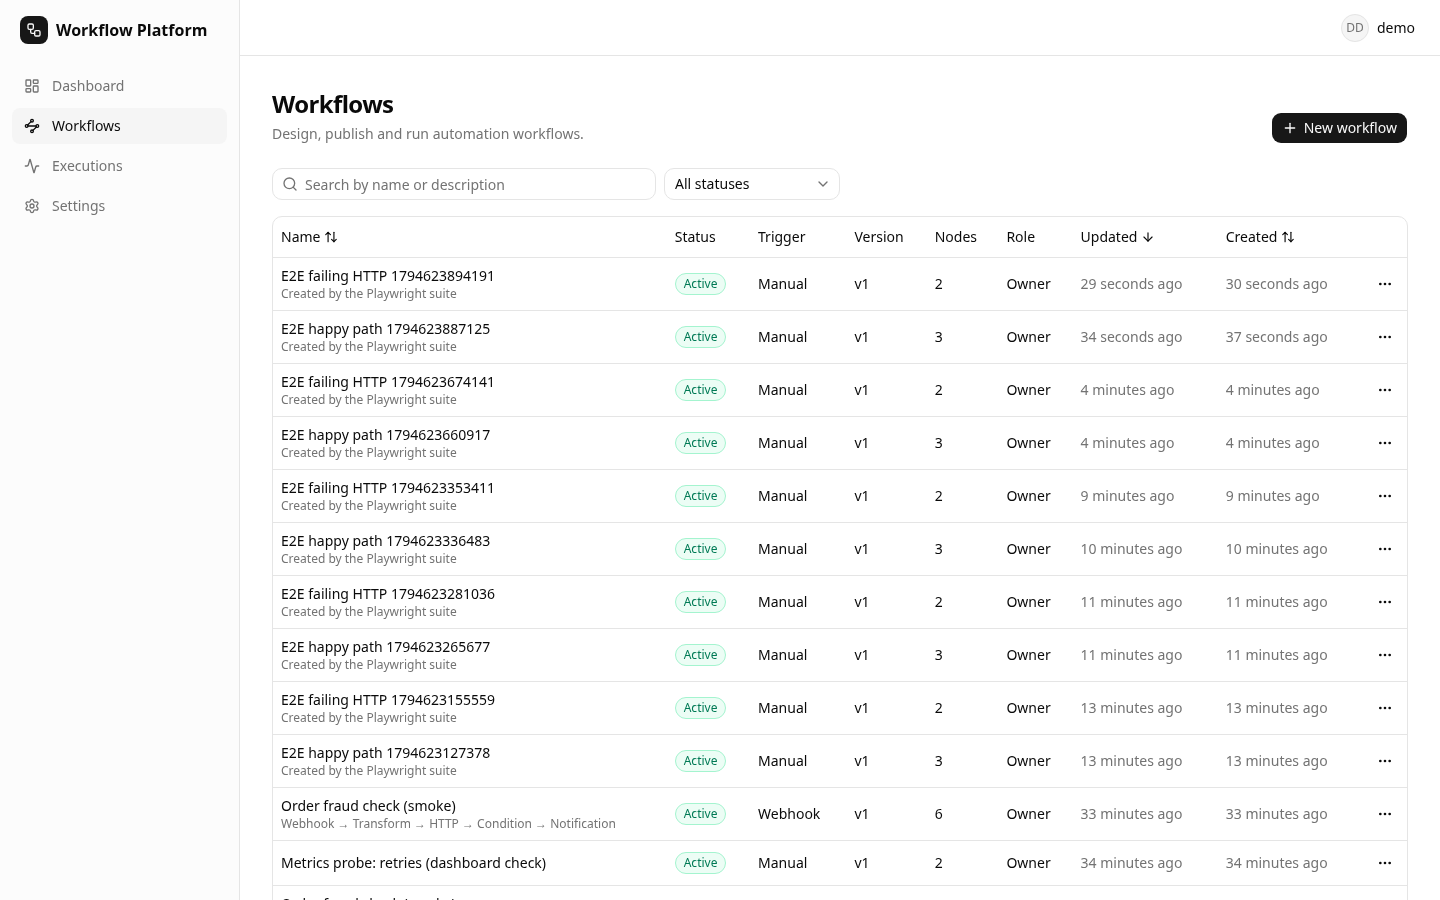 Workflow Platform
DD
demo
Dashboard
Workflows
Executions
Settings
Workflows
Design, publish and run automation workflows.
New workflow
Search by name or description
All statuses
Name Status Trigger Version Nodes Role Updated Created
E2E failing HTTP 1794623894191
Created by the Playwright suite
Active Manual v1 2 Owner 29 seconds ago 30 seconds ago
E2E happy path 1794623887125
Created by the Playwright suite
Active Manual v1 3 Owner 34 seconds ago 37 seconds ago
E2E failing HTTP 1794623674141
Created by the Playwright suite
Active Manual v1 2 Owner 4 minutes ago 4 minutes ago
E2E happy path 1794623660917
Created by the Playwright suite
Active Manual v1 3 Owner 4 minutes ago 4 minutes ago
E2E failing HTTP 1794623353411
Created by the Playwright suite
Active Manual v1 2 Owner 9 minutes ago 9 minutes ago
E2E happy path 1794623336483
Created by the Playwright suite
Active Manual v1 3 Owner 10 minutes ago 10 minutes ago
E2E failing HTTP 1794623281036
Created by the Playwright suite
Active Manual v1 2 Owner 11 minutes ago 11 minutes ago
E2E happy path 1794623265677
Created by the Playwright suite
Active Manual v1 3 Owner 11 minutes ago 11 minutes ago
E2E failing HTTP 1794623155559
Created by the Playwright suite
Active Manual v1 2 Owner 13 minutes ago 13 minutes ago
E2E happy path 1794623127378
Created by the Playwright suite
Active Manual v1 3 Owner 13 minutes ago 13 minutes ago
Order fraud check (smoke)
Webhook → Transform → HTTP → Condition → Notification
Active Webhook v1 6 Owner 33 minutes ago 33 minutes ago
Metrics probe: retries (dashboard check)
Active Manual v1 2 Owner 34 minutes ago 34 minutes ago